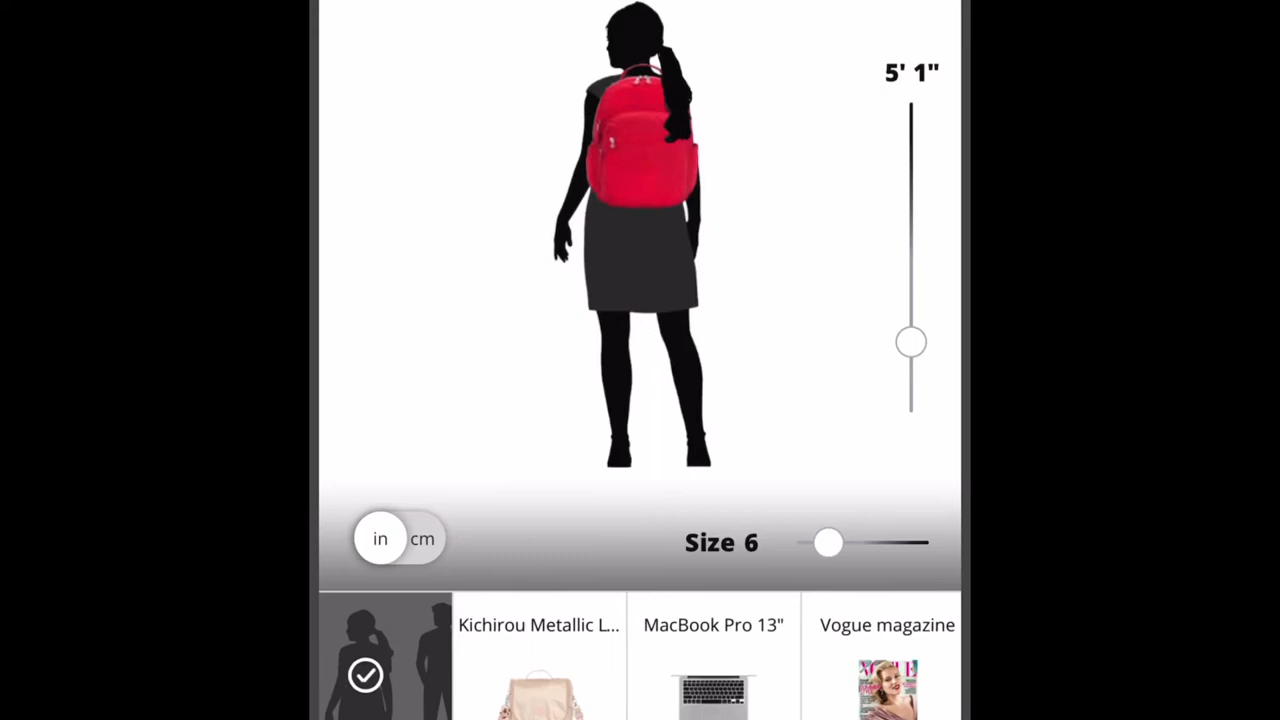 5' 1"
in cm
Size 6
Kichirou Metallic L...
MacBook Pro 13"
Vogue magazine